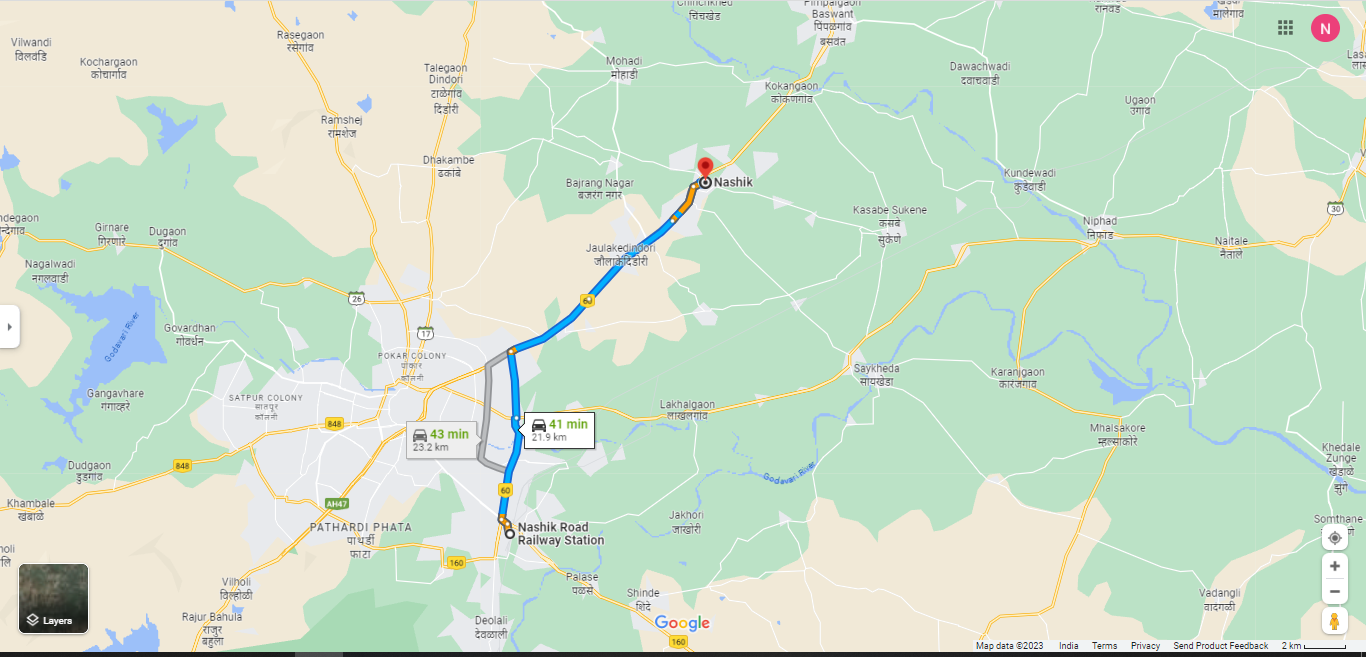 Chinchkhed
चिंचखेड
Pimpalgaon
Baswant
पिंपळगांव
बसवंत
Vilwandi
विलवंडि
Kochargaon
कोचार्गाव
Rasegaon
रसेगांव
Talegaon
Dindori
टाळेगांव
दिंडोरी
Mohadi
मोहाडी
Kokangaon
कोकणगांव
Dawachwadi
दवाचवाडी
Ugaon
उगांव
N
Ramshej
रामशेज
Dhakambe
ढकांबे
Bajrang Nagar
बजरंग नगर
Nashik
Kundewadi
कुंडेवाडी
Kasabe Sukene
कसबे
सुकेणे
Niphad
निफाड
30
Naitale
नैताले
Girnare
गिरणारे
Dugaon
दुगांव
Nagalwadi
नगलवाडी
Jaulakedindori
जौलाकेदिंडोरी
26
60
17
Godavari River
Govardhan
गोवर्धन
POKAR COLONY
पोकार
कॉलनी
Saykheda
सायखेडा
Karanjgaon
कारंजगांव
Gangavhare
गंगाव्हरे
SATPUR COLONY
सातपूर
कॉलनी
Lakhalgaon
लाखलगांव
848
43 min
23.2 km
41 min
21.9 km
Mhalsakore
म्हाल्साकोरे
Khedale
Zunge
खेडाळे
झुंगे
Dudgaon
डुडगांव
848
Godavari River
60
Khambale
खंबाळे
AH47
PATHARDI PHATA
पाथर्डी
फाटा
Nashik Road
Railway Station
Jakhori
जाखोरी
Somthane
160
Vilholi
विल्होळी
Palase
पळसे
Shinde
शिंदे
Vadangli
वादगळी
Rajur Bahula
राजूर
बहुला
Deolali
देवळाली
Layers
Google
160
Map data ©2023 India Terms Privacy Send Product Feedback 2 km